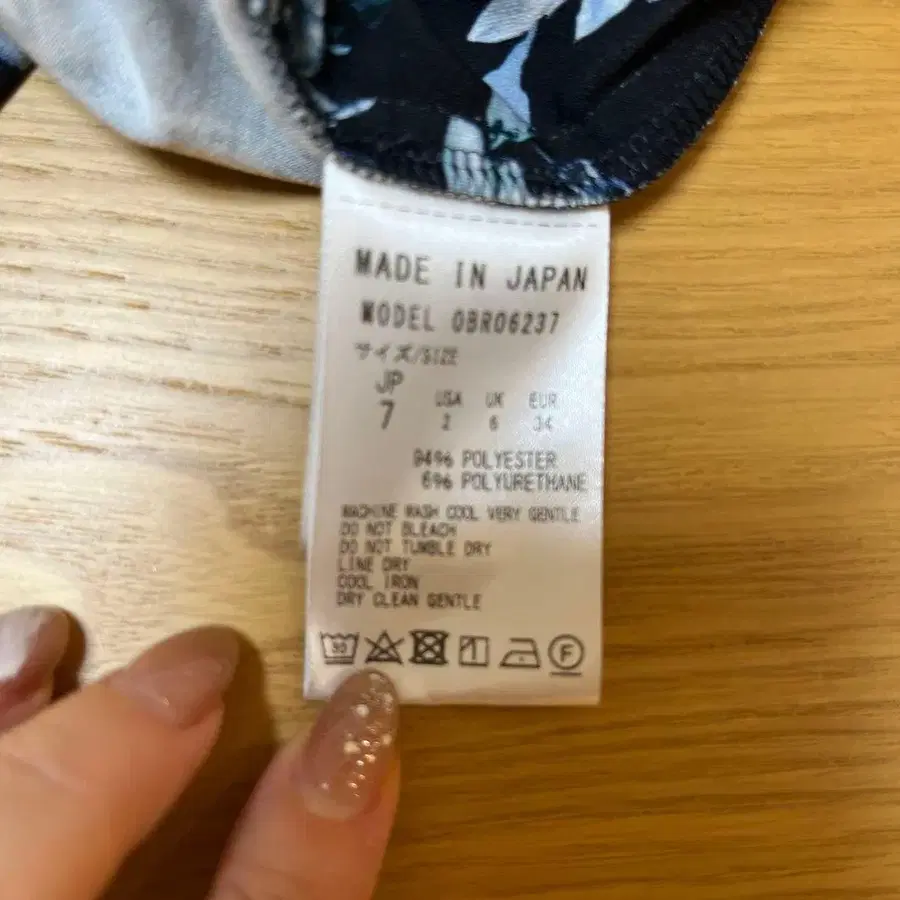 MADE IN JAPAN
MODEL 0BR06237
サイズ/SIZE
JP USA UK EUR
7 2 6 34
94% POLYESTER
6% POLYURETHANE
MACHINE WASH COOL VERY GENTLE
DO NOT BLEACH
DO NOT TUMBLE DRY
LINE DRY
COOL IRON
DRY CLEAN GENTLE
30 F